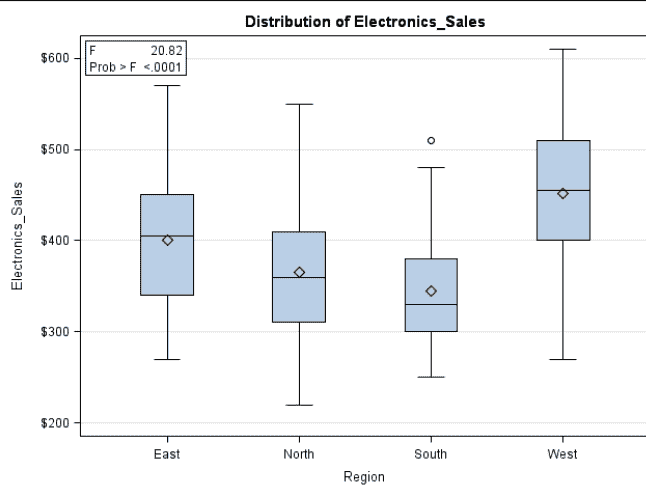 Distribution of Electronics_Sales
F 20.82
Prob > F <.0001
$600
$500
$400
$300
$200
Electronics_Sales
East North South West
Region